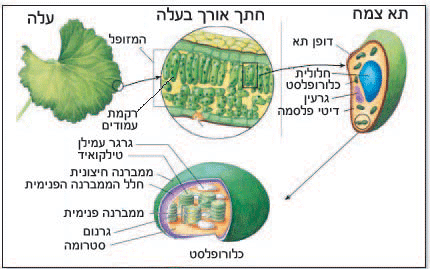 תא צמח
חתך אורך בעלה
עלה
המזופל
דופן תא
חלולית
כלורופלסט
גרעין
דיטי פלסמה
רקמת
עמודים
גרגר עמילן
טילקואיד
ממברנה חיצונית
חלל הממברנה הפנימית
ממברנה פנימית
גרנום
סטרומה
כלורופלסט